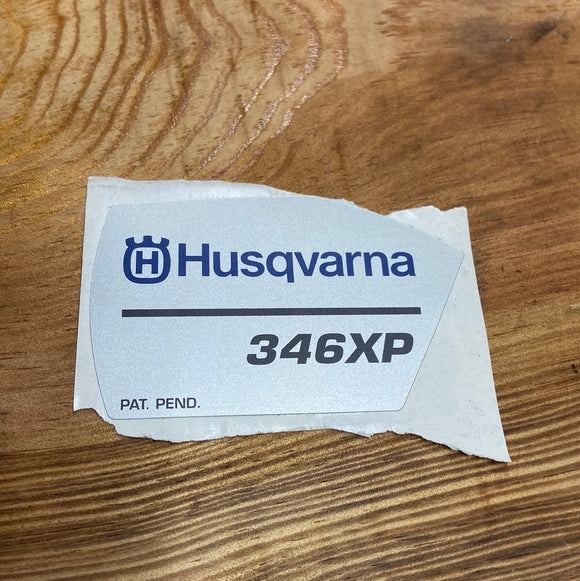 H Husqvarna
346XP
PAT. PEND.